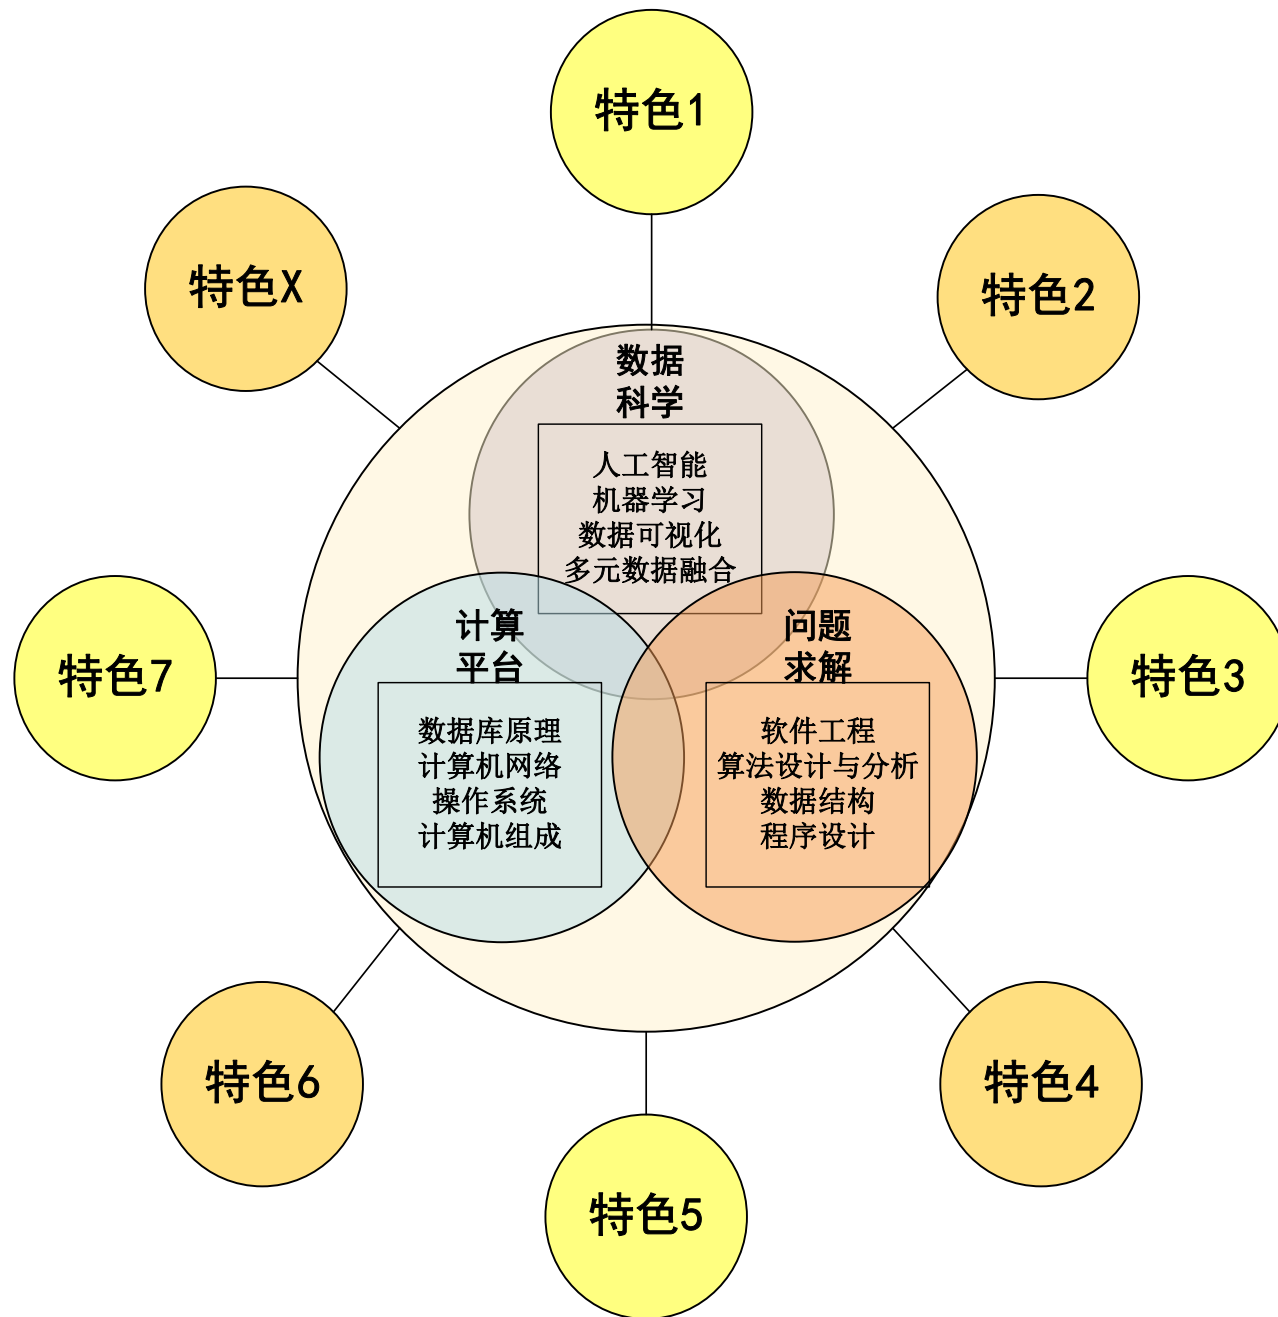 特色1
特色X
特色2
数据
科学
人工智能
机器学习
数据可视化
多元数据融合
计算
平台
数据库原理
计算机网络
操作系统
计算机组成
问题
求解
软件工程
算法设计与分析
数据结构
程序设计
特色7
特色3
特色6
特色4
特色5